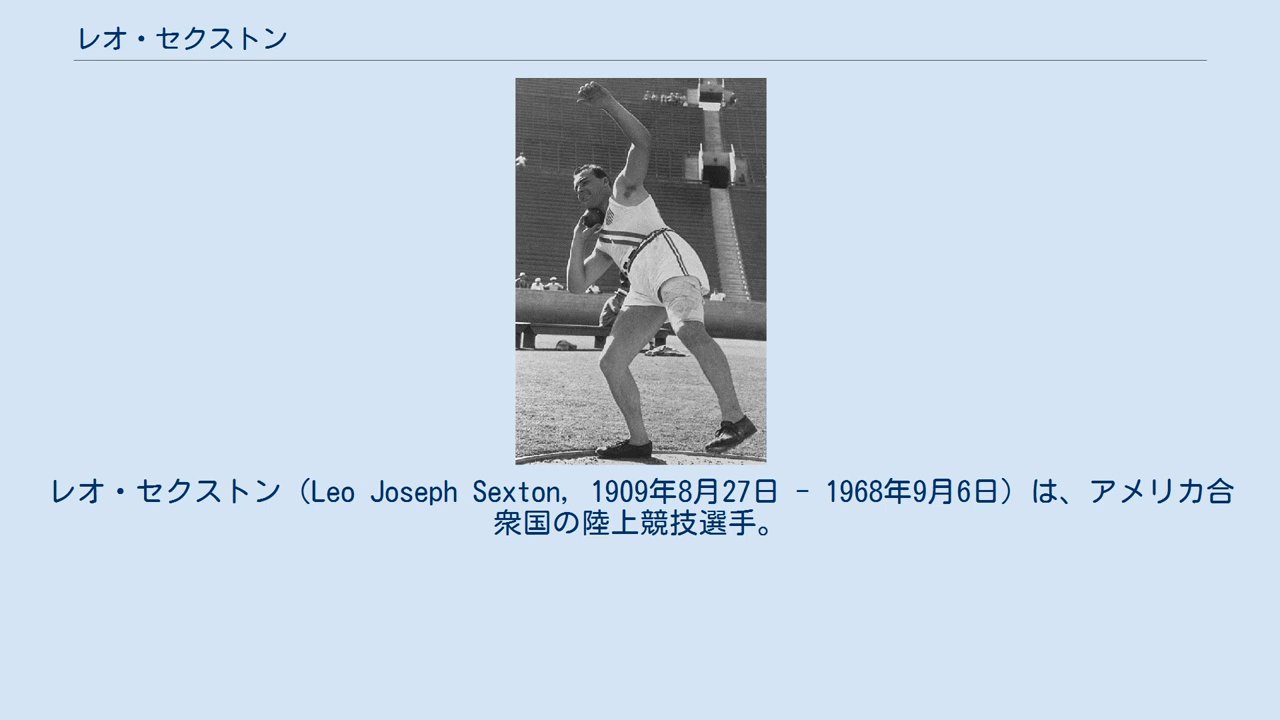 レオ・セクストン
レオ・セクストン（Leo Joseph Sexton, 1909年8月27日 - 1968年9月6日）は、アメリカ合
衆国の陸上競技選手。